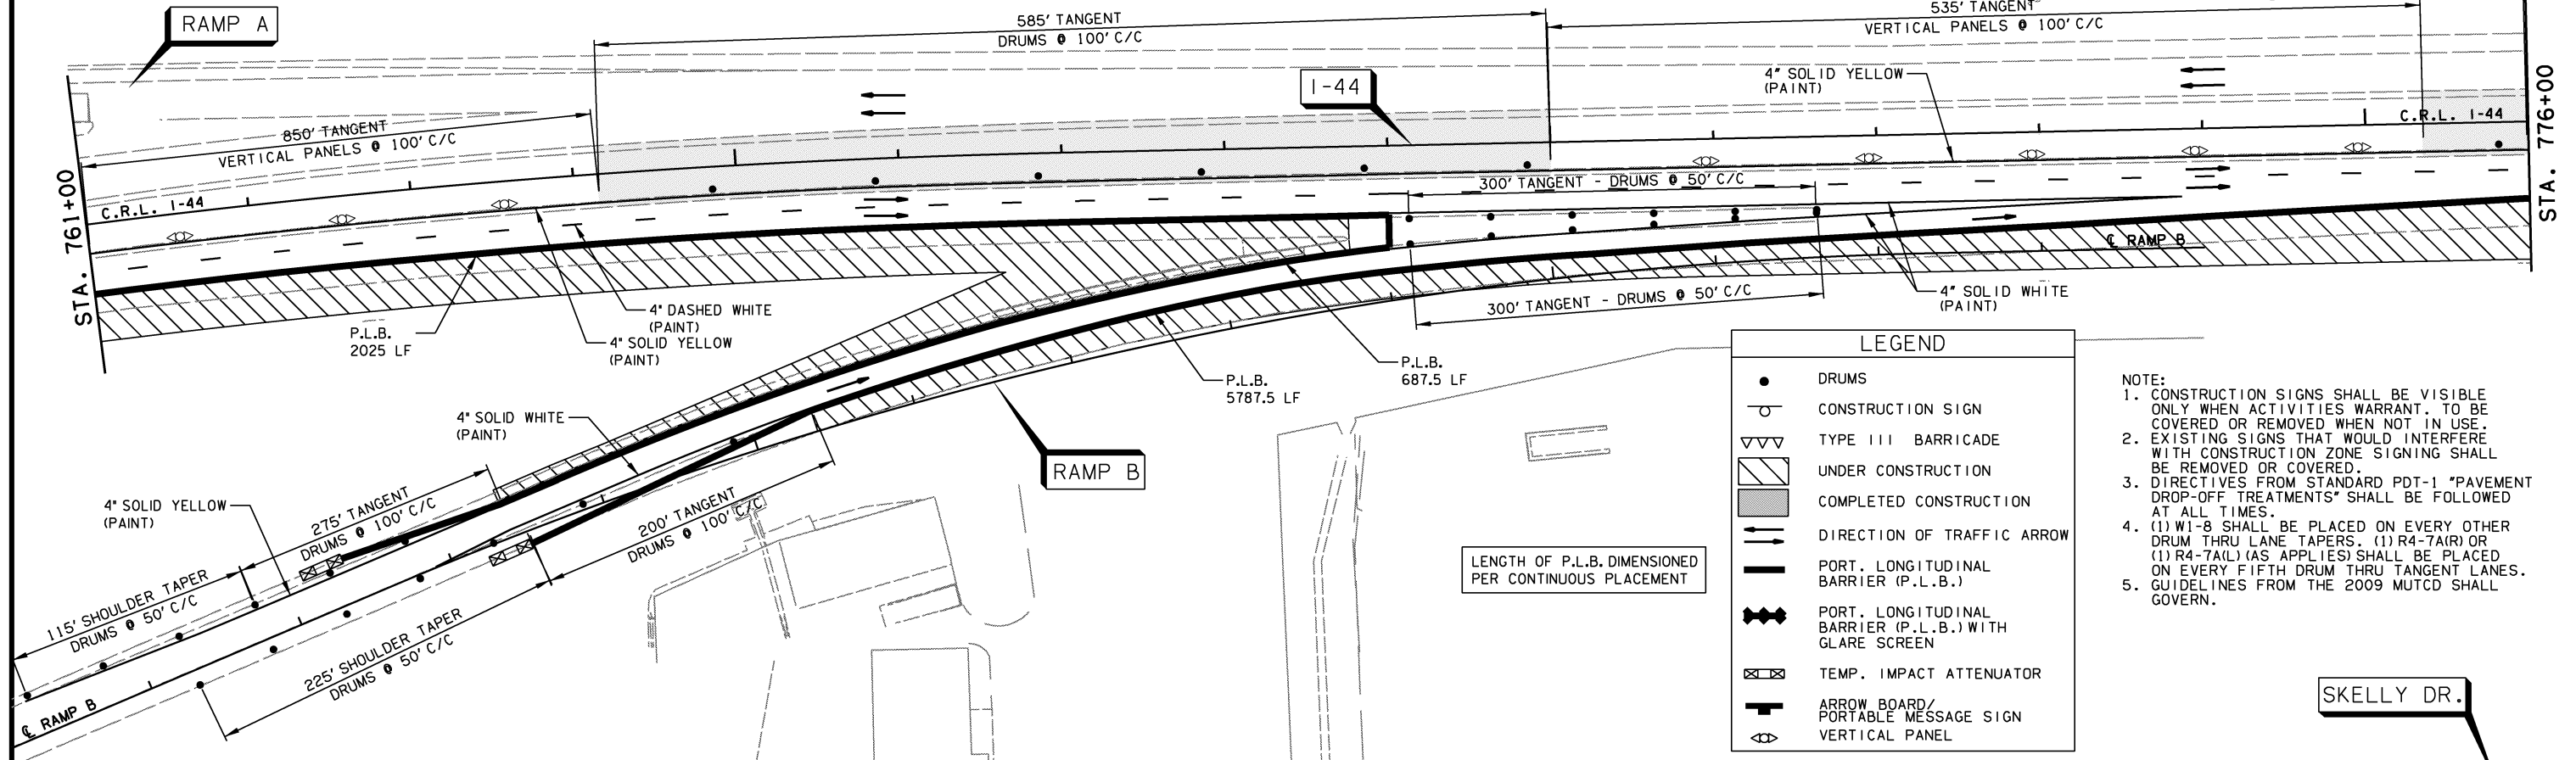 RAMP A
585' TANGENT
DRUMS @ 100' C/C
535' TANGENT
VERTICAL PANELS @ 100' C/C
I-44
4" SOLID YELLOW
(PAINT)
850' TANGENT
VERTICAL PANELS @ 100' C/C
C.R.L. I-44
STA. 776+00
STA. 761+00
C.R.L. I-44
300' TANGENT - DRUMS @ 50' C/C
℄ RAMP B
300' TANGENT - DRUMS @ 50' C/C
4" SOLID WHITE
(PAINT)
4" DASHED WHITE
(PAINT)
4" SOLID YELLOW
(PAINT)
P.L.B.
2025 LF
P.L.B.
687.5 LF
P.L.B.
5787.5 LF
4" SOLID WHITE
(PAINT)
RAMP B
4" SOLID YELLOW
(PAINT)
275' TANGENT
DRUMS @ 100' C/C
200' TANGENT
DRUMS @ 100' C/C
115' SHOULDER TAPER
DRUMS @ 50' C/C
225' SHOULDER TAPER
DRUMS @ 50' C/C
℄ RAMP B
LENGTH OF P.L.B. DIMENSIONED
PER CONTINUOUS PLACEMENT
LEGEND
DRUMS
CONSTRUCTION SIGN
TYPE III BARRICADE
UNDER CONSTRUCTION
COMPLETED CONSTRUCTION
DIRECTION OF TRAFFIC ARROW
PORT. LONGITUDINAL
BARRIER (P.L.B.)
PORT. LONGITUDINAL
BARRIER (P.L.B.) WITH
GLARE SCREEN
TEMP. IMPACT ATTENUATOR
ARROW BOARD/
PORTABLE MESSAGE SIGN
VERTICAL PANEL
NOTE:
1. CONSTRUCTION SIGNS SHALL BE VISIBLE
ONLY WHEN ACTIVITIES WARRANT. TO BE
COVERED OR REMOVED WHEN NOT IN USE.
2. EXISTING SIGNS THAT WOULD INTERFERE
WITH CONSTRUCTION ZONE SIGNING SHALL
BE REMOVED OR COVERED.
3. DIRECTIVES FROM STANDARD PDT-1 "PAVEMENT
DROP-OFF TREATMENTS" SHALL BE FOLLOWED
AT ALL TIMES.
4. (1) W1-8 SHALL BE PLACED ON EVERY OTHER
DRUM THRU LANE TAPERS. (1) R4-7A(R) OR
(1) R4-7A(L) (AS APPLIES) SHALL BE PLACED
ON EVERY FIFTH DRUM THRU TANGENT LANES.
5. GUIDELINES FROM THE 2009 MUTCD SHALL
GOVERN.
SKELLY DR.